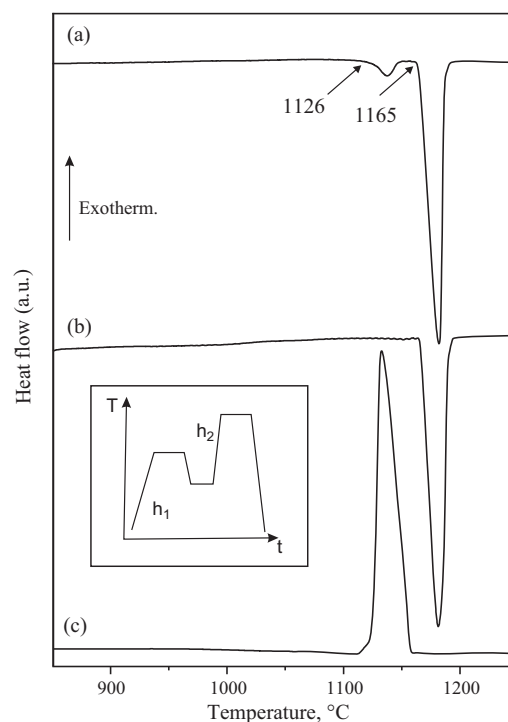 (a)
1126
1165
Exotherm.
Heat flow (a.u.)
(b)
T
h2
h1
t
(c)
900
1000
1100
1200
Temperature, °C